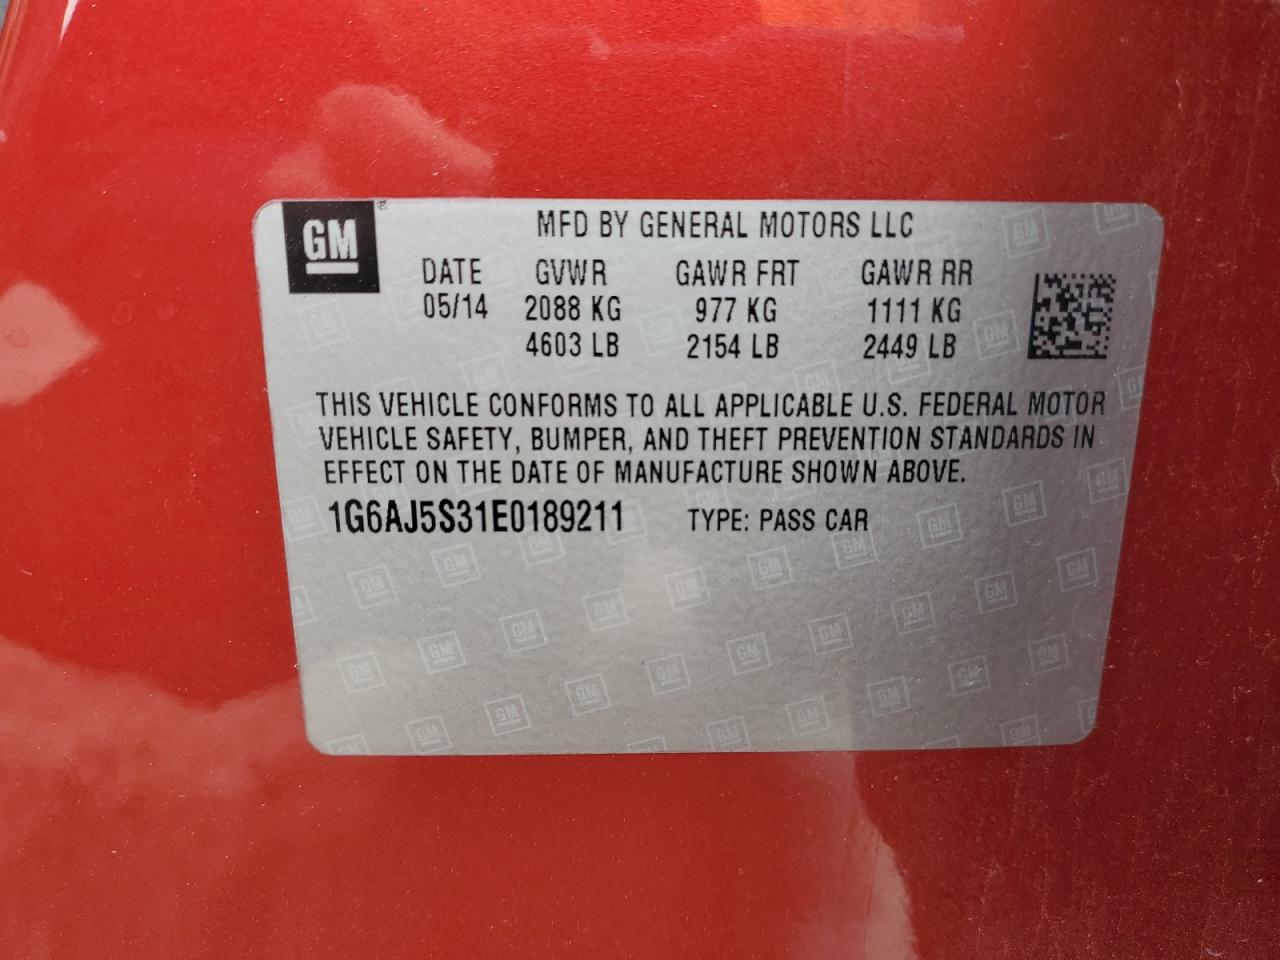 GM
MFD BY GENERAL MOTORS LLC
DATE GVWR GAWR FRT GAWR RR
05/14 2088 KG 977 KG 1111 KG
4603 LB 2154 LB 2449 LB
THIS VEHICLE CONFORMS TO ALL APPLICABLE U.S. FEDERAL MOTOR
VEHICLE SAFETY, BUMPER, AND THEFT PREVENTION STANDARDS IN
EFFECT ON THE DATE OF MANUFACTURE SHOWN ABOVE.
1G6AJ5S31E0189211 TYPE: PASS CAR